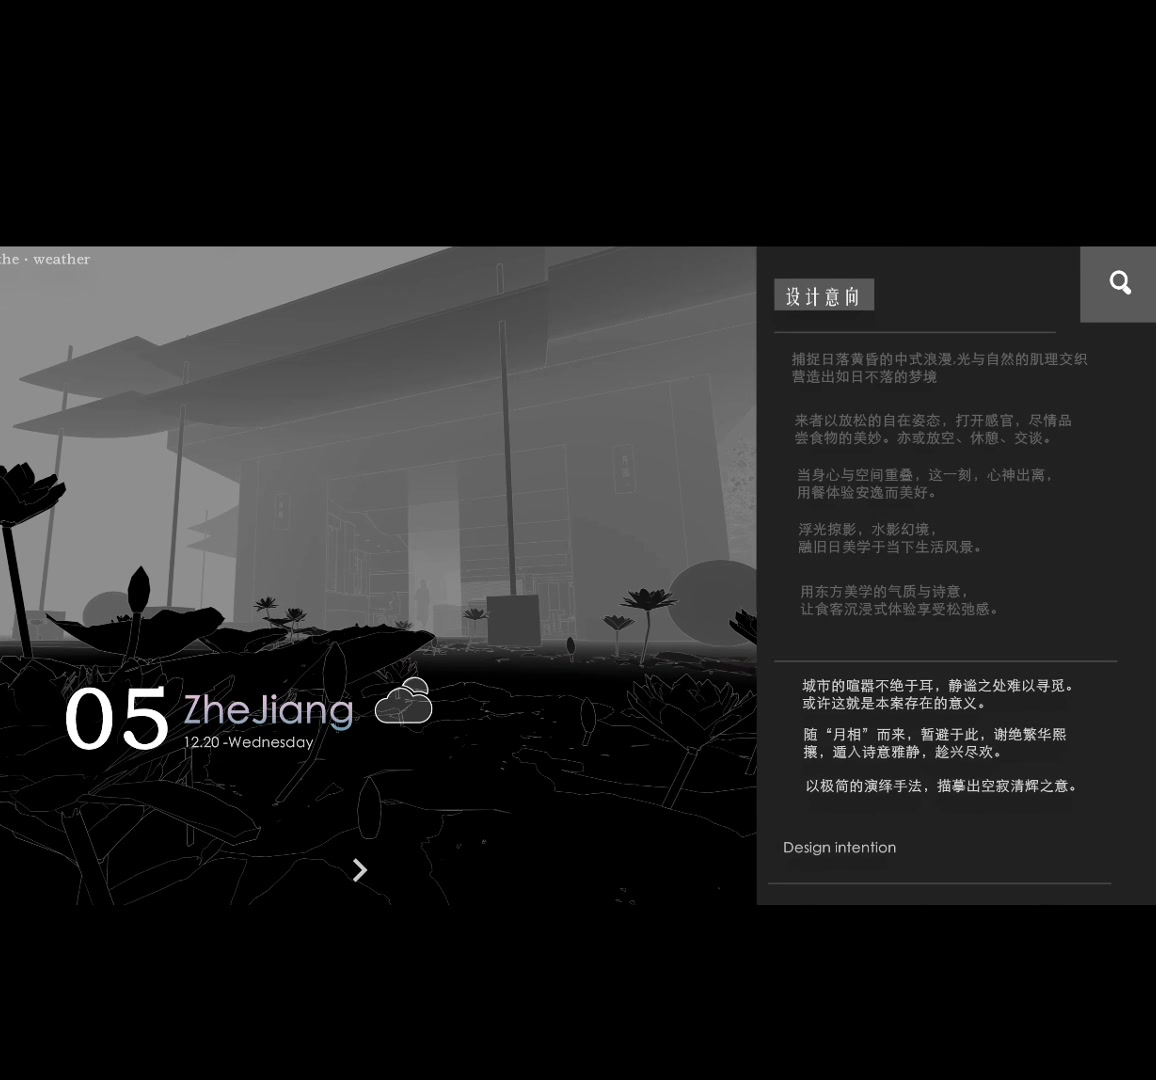 the · weather
设计意向
捕捉日落黄昏的中式浪漫,光与自然的肌理交织
营造出如日不落的梦境
来者以放松的自在姿态，打开感官，尽情品
尝食物的美妙。亦或放空、休憩、交谈。
当身心与空间重叠，这一刻，心神出离，
用餐体验安逸而美好。
浮光掠影，水影幻境，
融旧日美学于当下生活风景。
用东方美学的气质与诗意，
让食客沉浸式体验享受松弛感。
城市的喧嚣不绝于耳，静谧之处难以寻觅。
或许这就是本案存在的意义。
随“月相”而来，暂避于此，谢绝繁华熙
攘，遁入诗意雅静，趁兴尽欢。
以极简的演绎手法，描摹出空寂清辉之意。
Design intention
05
ZheJiang
12.20 -Wednesday